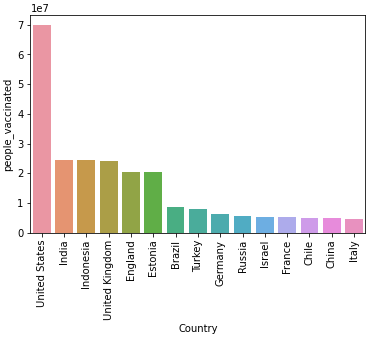 1e7
people_vaccinated
7
6
5
4
3
2
1
0
United States
India
Indonesia
United Kingdom
England
Estonia
Brazil
Turkey
Germany
Russia
Israel
France
Chile
China
Italy
Country